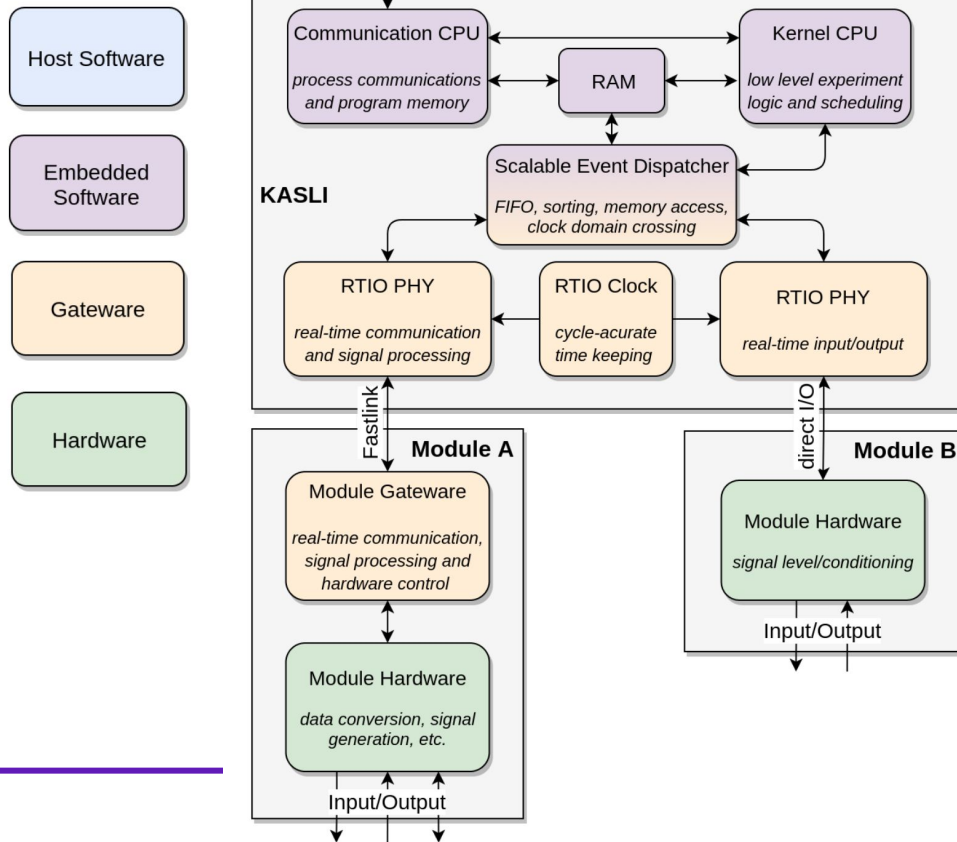 Host Software
Embedded
Software
Gateware
Hardware
KASLI
Communication CPU
process communications
and program memory
RAM
Kernel CPU
low level experiment
logic and scheduling
Scalable Event Dispatcher
FIFO, sorting, memory access,
clock domain crossing
RTIO PHY
real-time communication
and signal processing
RTIO Clock
cycle-acurate
time keeping
RTIO PHY
real-time input/output
Fastlink
direct I/O
Module A
Module Gateware
real-time communication,
signal processing and
hardware control
Module Hardware
data conversion, signal
generation, etc.
Input/Output
Module B
Module Hardware
signal level/conditioning
Input/Output